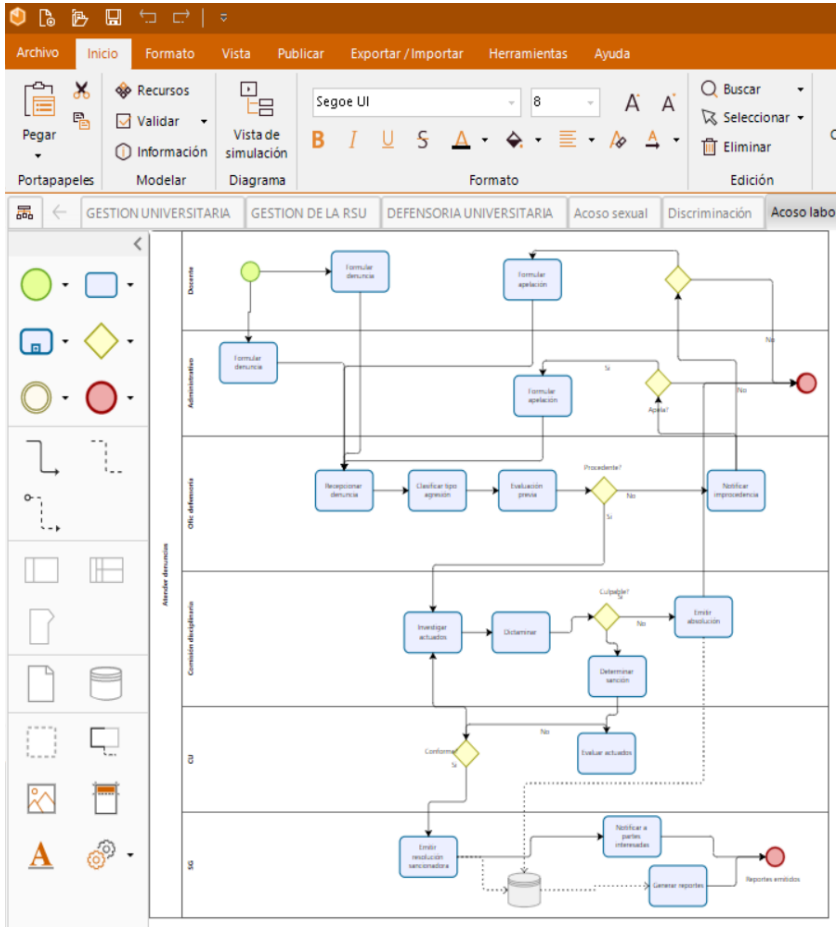 Archivo Inicio Formato Vista Publicar Exportar / Importar Herramientas Ayuda
Pegar
Portapapeles
Recursos
Validar
Información
Modelar
Vista de
simulación
Diagrama
Segoe UI 8
B I U S A
Formato
Buscar
Seleccionar
Eliminar
Edición
GESTION UNIVERSITARIA GESTION DE LA RSU DEFENSORIA UNIVERSITARIA Acoso sexual Discriminación Acoso labo
Atender denuncios
Docente
Formular
denuncia
Formular
apelación
No
Administrativo
Formular
denuncia
Formular
apelación
Si
Apela?
No
Ofic defensoria
Recepcionar
denuncia
Clasificar tipo
agresión
Evaluación
previa
Procedente?
No
Si
Notificar
improcedencia
Comisión disciplinaria
Investigar
actuados
Dictaminar
Culpable?
Si
No
Emitir
absolución
Determinar
sanción
CU
Conforme?
Si
No
Evaluar actuados
SG
Emitir
resolución
sancionadora
Notificar a
partes
interesadas
Generar reportes
Reportes emitidos